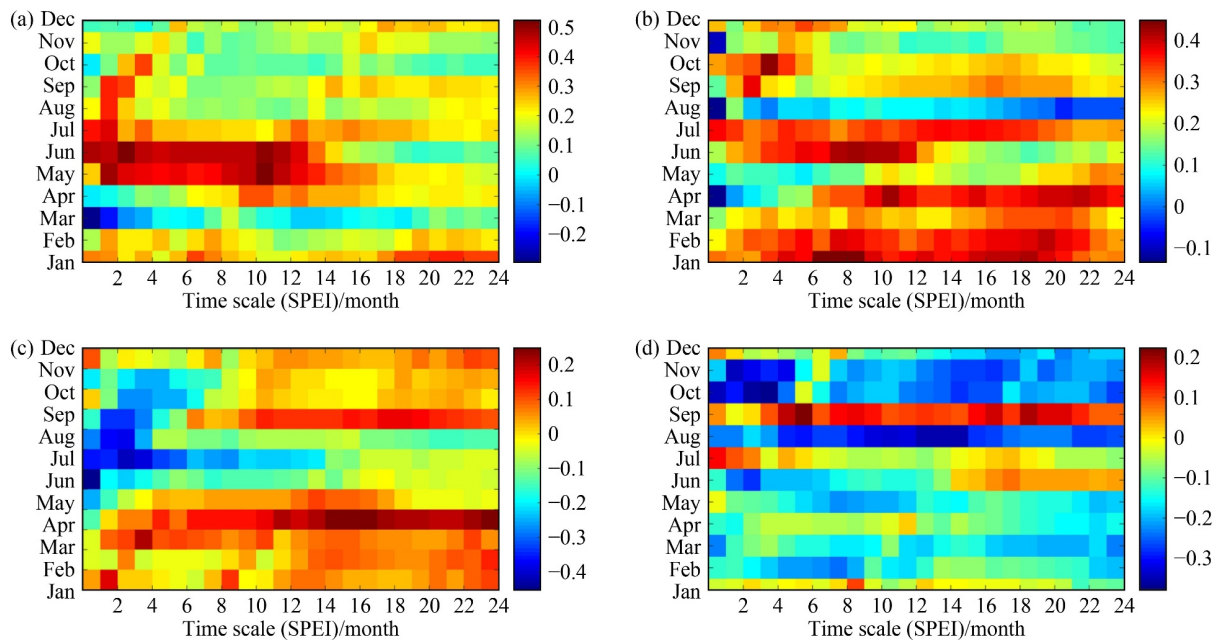 (a)
Dec
Nov
Oct
Sep
Aug
Jul
Jun
May
Apr
Mar
Feb
Jan
2 4 6 8 10 12 14 16 18 20 22 24
Time scale (SPEI)/month
0.5
0.4
0.3
0.2
0.1
0
−0.1
−0.2
(b)
Dec
Nov
Oct
Sep
Aug
Jul
Jun
May
Apr
Mar
Feb
Jan
2 4 6 8 10 12 14 16 18 20 22 24
Time scale (SPEI)/month
0.4
0.3
0.2
0.1
0
−0.1
(c)
Dec
Nov
Oct
Sep
Aug
Jul
Jun
May
Apr
Mar
Feb
Jan
2 4 6 8 10 12 14 16 18 20 22 24
Time scale (SPEI)/month
0.2
0.1
0
−0.1
−0.2
−0.3
−0.4
(d)
Dec
Nov
Oct
Sep
Aug
Jul
Jun
May
Apr
Mar
Feb
Jan
2 4 6 8 10 12 14 16 18 20 22 24
Time scale (SPEI)/month
0.2
0.1
0
−0.1
−0.2
−0.3